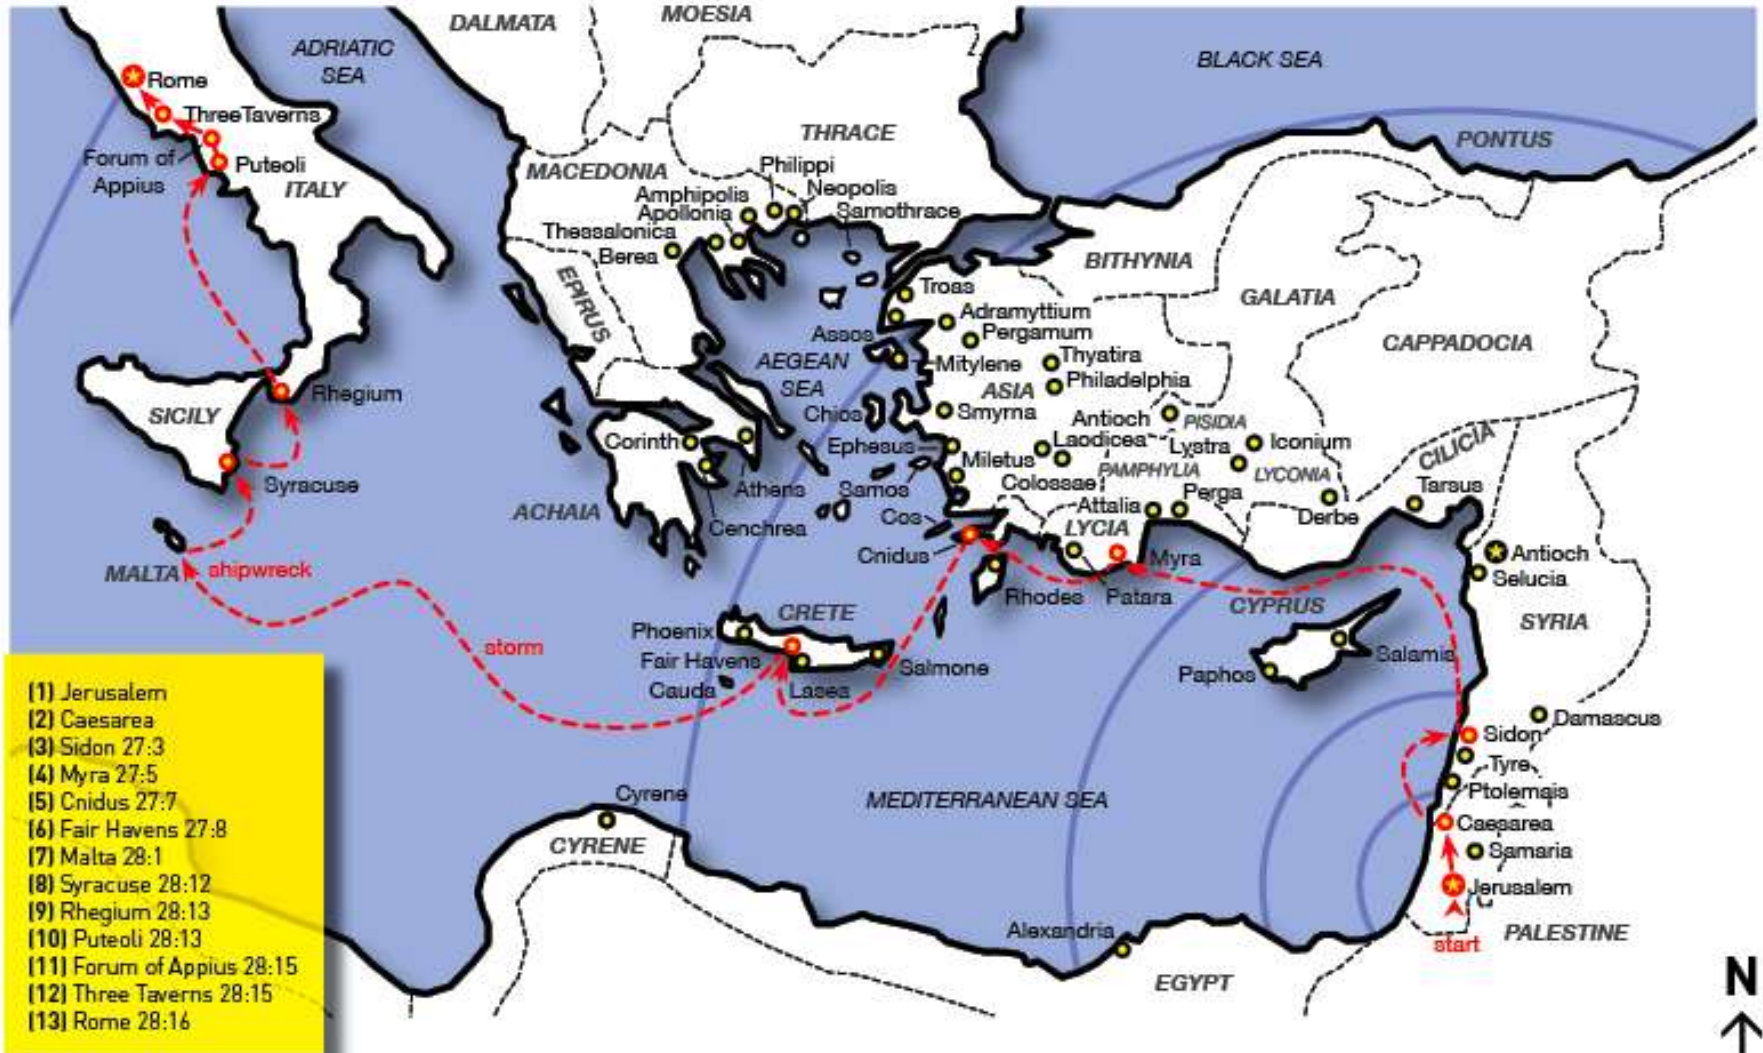 DALMATA
MOESIA
ADRIATIC
SEA
BLACK SEA
Rome
Three Taverns
Forum of
Appius
Puteoli
ITALY
THRACE
PONTUS
MACEDONIA
Philippi
Neopolis
Amphipolis
Apollonia
Samothrace
Thessalonica
Berea
EPIRUS
BITHYNIA
GALATIA
CAPPADOCIA
Troas
Adramyttium
Assos
Pergamum
AEGEAN
SEA
Mitylene
Thyatira
ASIA
Philadelphia
Rhegium
SICILY
Chios
Smyrna
Antioch
PISIDIA
Corinth
Ephesus
Laodicea
Lystra
Iconium
CILICIA
Miletus
PAMPHYLIA
LYCONIA
Syracuse
Athens
Samos
Colossae
Perga
Tarsus
ACHAIA
Cenchrea
Cos
Attalia
LYCIA
Derbe
Cnidus
Myra
Antioch
Selucia
MALTA
shipwreck
Rhodes
Patara
CYPRUS
SYRIA
CRETE
Phoenix
storm
Fair Havens
Salmone
Salamis
Paphos
Cauda
Lasea
Damascus
Sidon
Tyre
Ptolemais
Cyrene
MEDITERRANEAN SEA
Caesarea
CYRENE
Samaria
Jerusalem
Alexandria
start
PALESTINE
EGYPT
N
(1) Jerusalem
(2) Caesarea
(3) Sidon 27:3
(4) Myra 27:5
(5) Cnidus 27:7
(6) Fair Havens 27:8
(7) Malta 28:1
(8) Syracuse 28:12
(9) Rhegium 28:13
(10) Puteoli 28:13
(11) Forum of Appius 28:15
(12) Three Taverns 28:15
(13) Rome 28:16